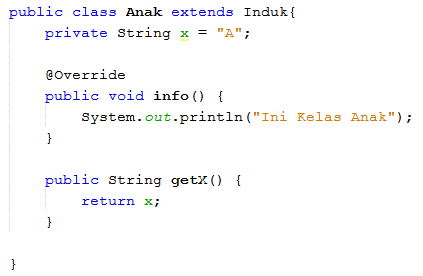 public class Anak extends Induk{
    private String x = "A";
    @Override
    public void info() {
        System.out.println("Ini Kelas Anak");
    }
    public String getX() {
        return x;
    }
}